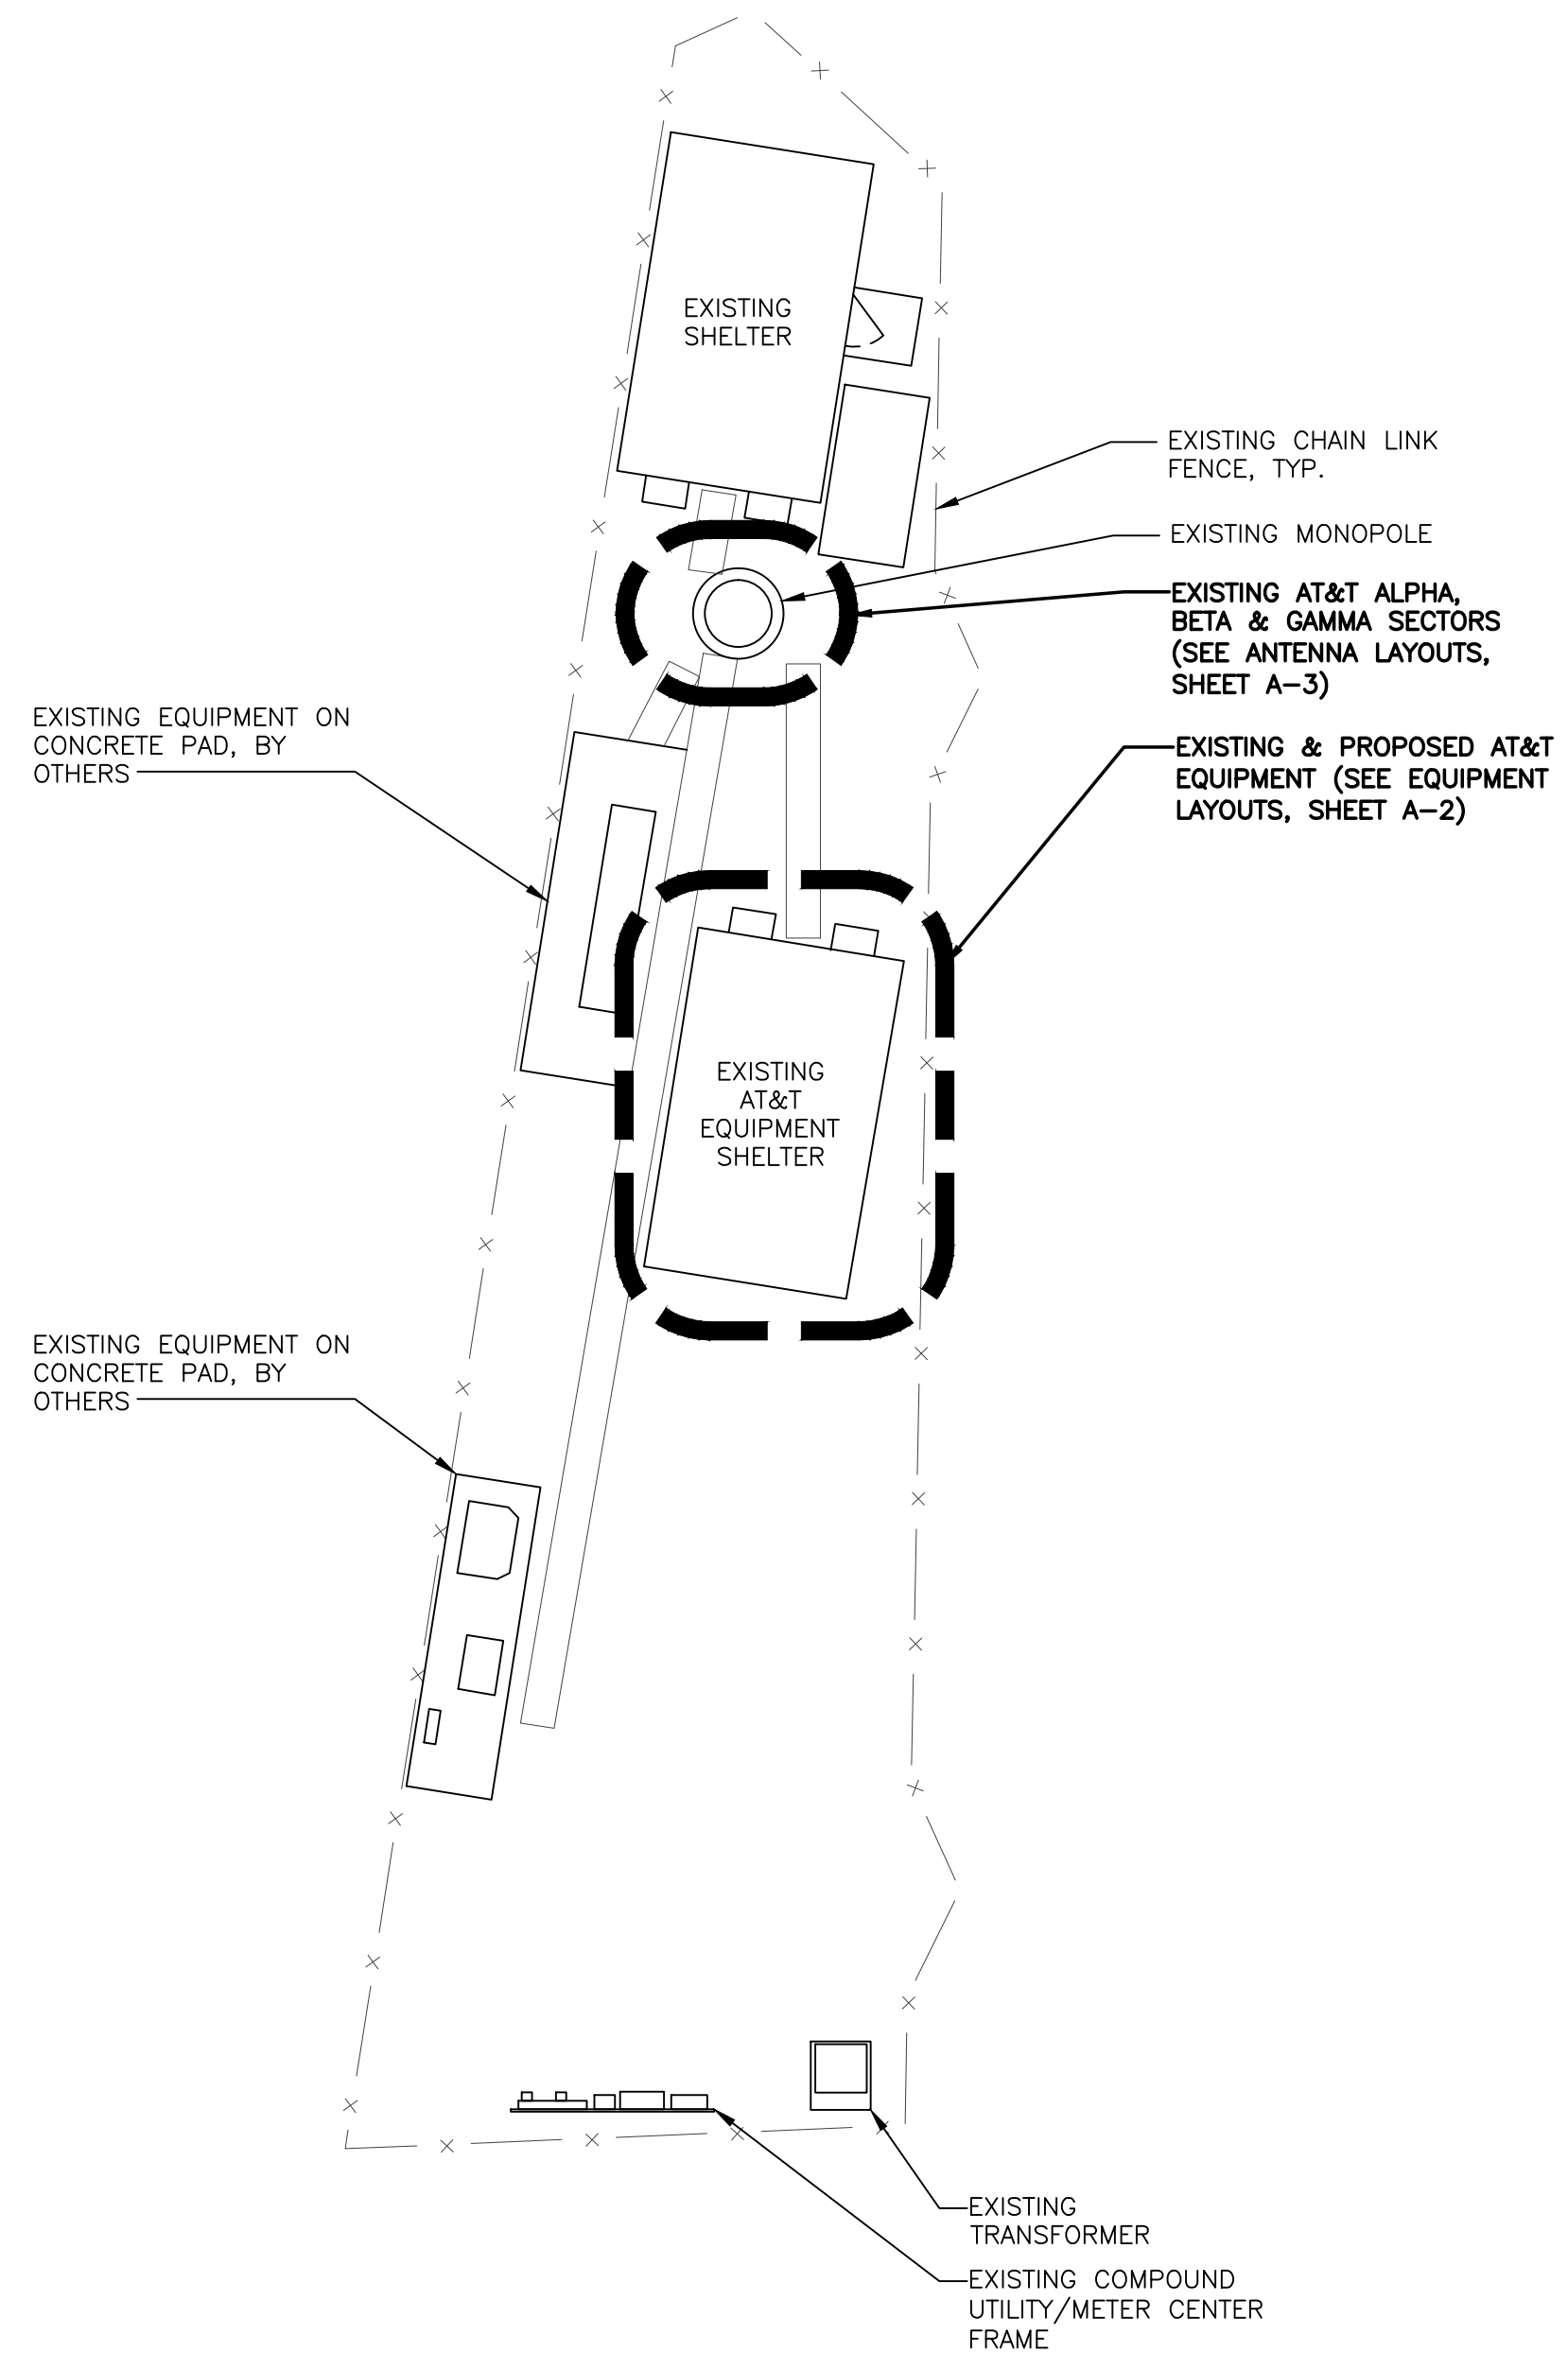 EXISTING
SHELTER
EXISTING CHAIN LINK
FENCE, TYP.
EXISTING MONOPOLE
EXISTING AT&T ALPHA,
BETA & GAMMA SECTORS
(SEE ANTENNA LAYOUTS,
SHEET A-3)
EXISTING EQUIPMENT ON
CONCRETE PAD, BY
OTHERS
EXISTING & PROPOSED AT&T
EQUIPMENT (SEE EQUIPMENT
LAYOUTS, SHEET A-2)
EXISTING
AT&T
EQUIPMENT
SHELTER
EXISTING EQUIPMENT ON
CONCRETE PAD, BY
OTHERS
EXISTING
TRANSFORMER
EXISTING COMPOUND
UTILITY/METER CENTER
FRAME